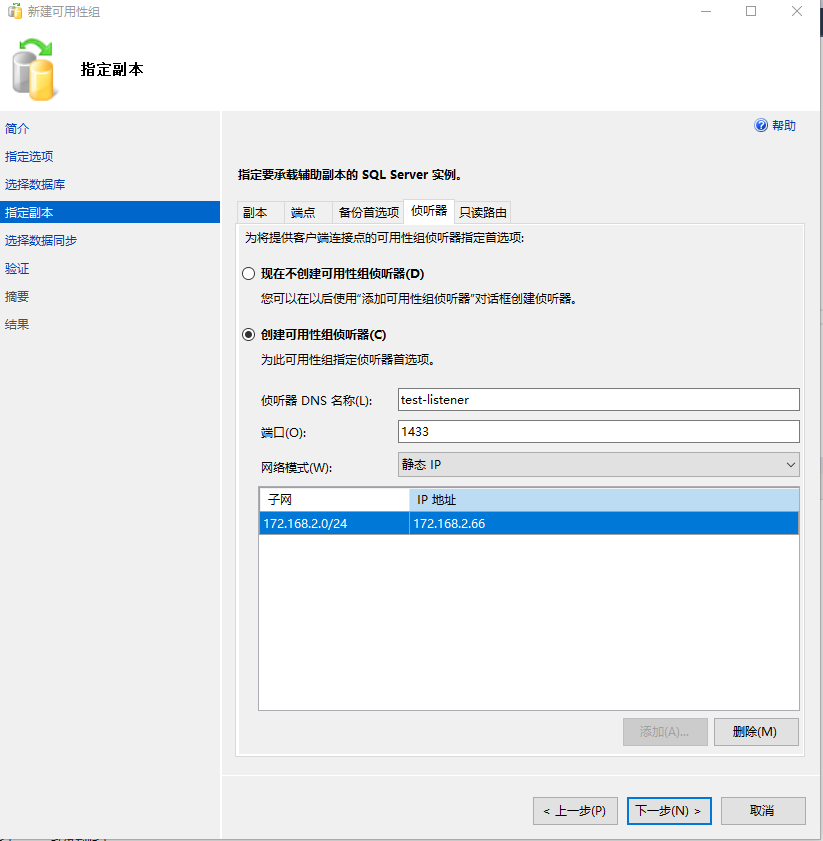 新建可用性组
指定副本
简介
指定选项
选择数据库
指定副本
选择数据同步
验证
摘要
结果
帮助
指定要承载辅助副本的 SQL Server 实例。
副本 端点 备份首选项 侦听器 只读路由
为将提供客户端连接点的可用性组侦听器指定首选项:
现在不创建可用性组侦听器(D)
您可以在以后使用“添加可用性组侦听器”对话框创建侦听器。
创建可用性组侦听器(C)
为此可用性组指定侦听器首选项。
侦听器 DNS 名称(L): test-listener
端口(O): 1433
网络模式(W): 静态 IP
子网 IP 地址
172.168.2.0/24 172.168.2.66
添加(A)... 删除(M)
< 上一步(P) 下一步(N) > 取消